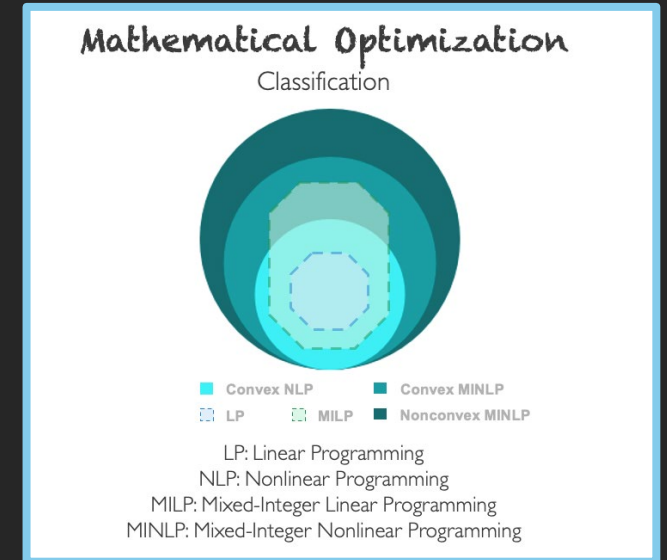 Mathematical Optimization
Classification
Convex NLP
Convex MINLP
LP
MILP
Nonconvex MINLP
LP: Linear Programming
NLP: Nonlinear Programming
MILP: Mixed-Integer Linear Programming
MINLP: Mixed-Integer Nonlinear Programming